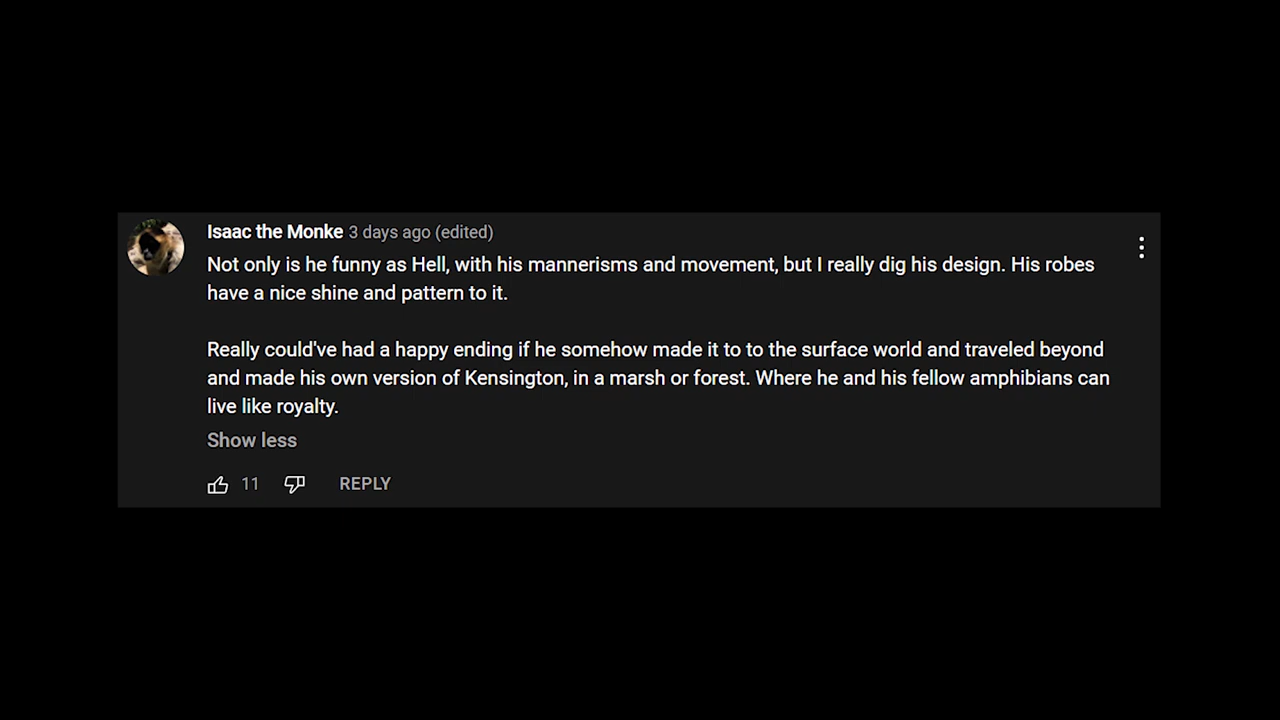 Isaac the Monke 3 days ago (edited)
Not only is he funny as Hell, with his mannerisms and movement, but I really dig his design. His robes
have a nice shine and pattern to it.
Really could've had a happy ending if he somehow made it to to the surface world and traveled beyond
and made his own version of Kensington, in a marsh or forest. Where he and his fellow amphibians can
live like royalty.
Show less
11 REPLY